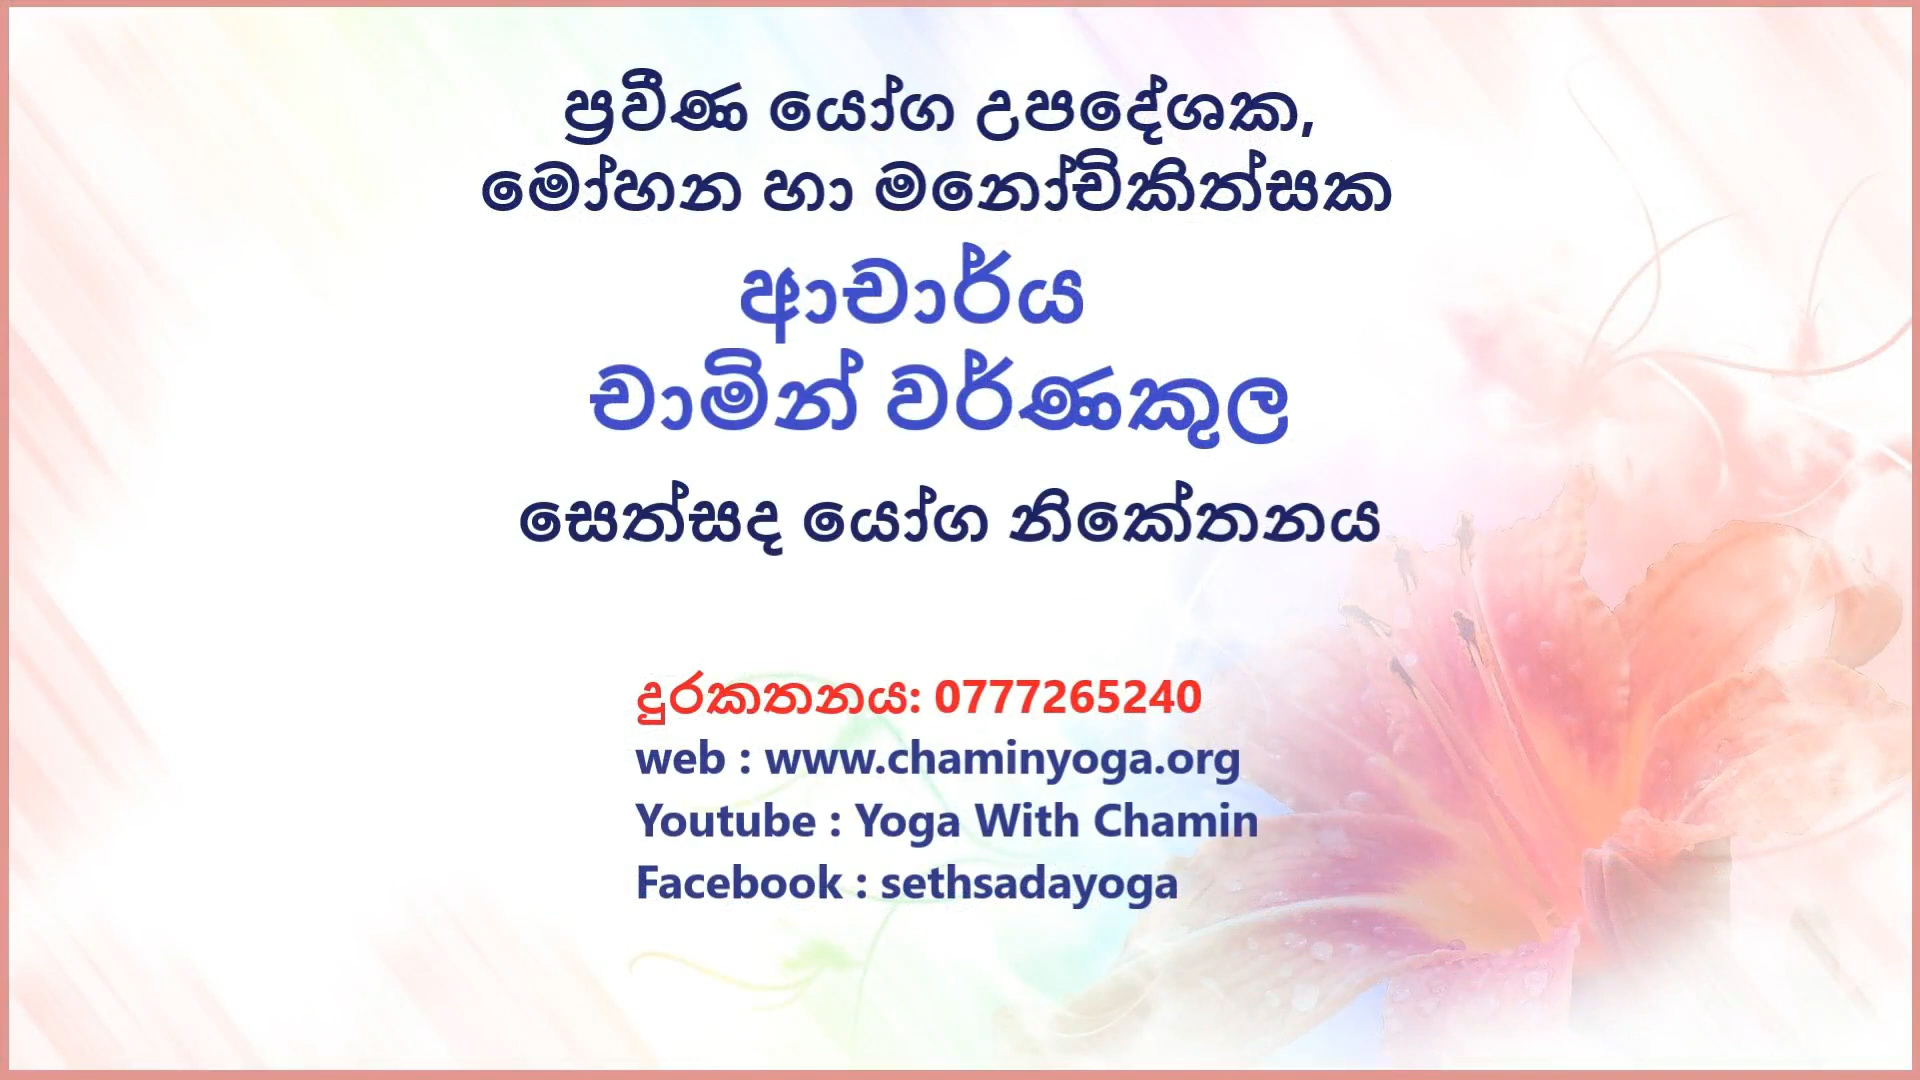 ප්‍රවීණ යෝග උපදේශක,
මෝහන හා මනෝචිකිත්සක
ආචාර්ය
චාමින් වර්ණකුල
සෙත්සද යෝග නිකේතනය
දුරකතනය: 0777265240
web : www.chaminyoga.org
Youtube : Yoga With Chamin
Facebook : sethsadayoga